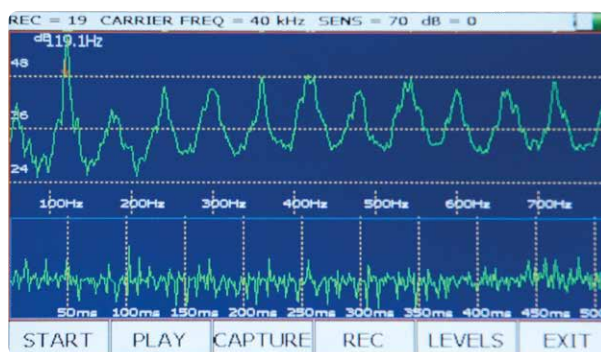 REC = 19 CARRIER FREQ = 40 kHz SENS = 70 dB = 0
dB 119.1Hz
48
36
24
100Hz 200Hz 300Hz 400Hz 500Hz 600Hz 700Hz
50ms 100ms 150ms 200ms 250ms 300ms 350ms 400ms 450ms 500
START PLAY CAPTURE REC LEVELS EXIT